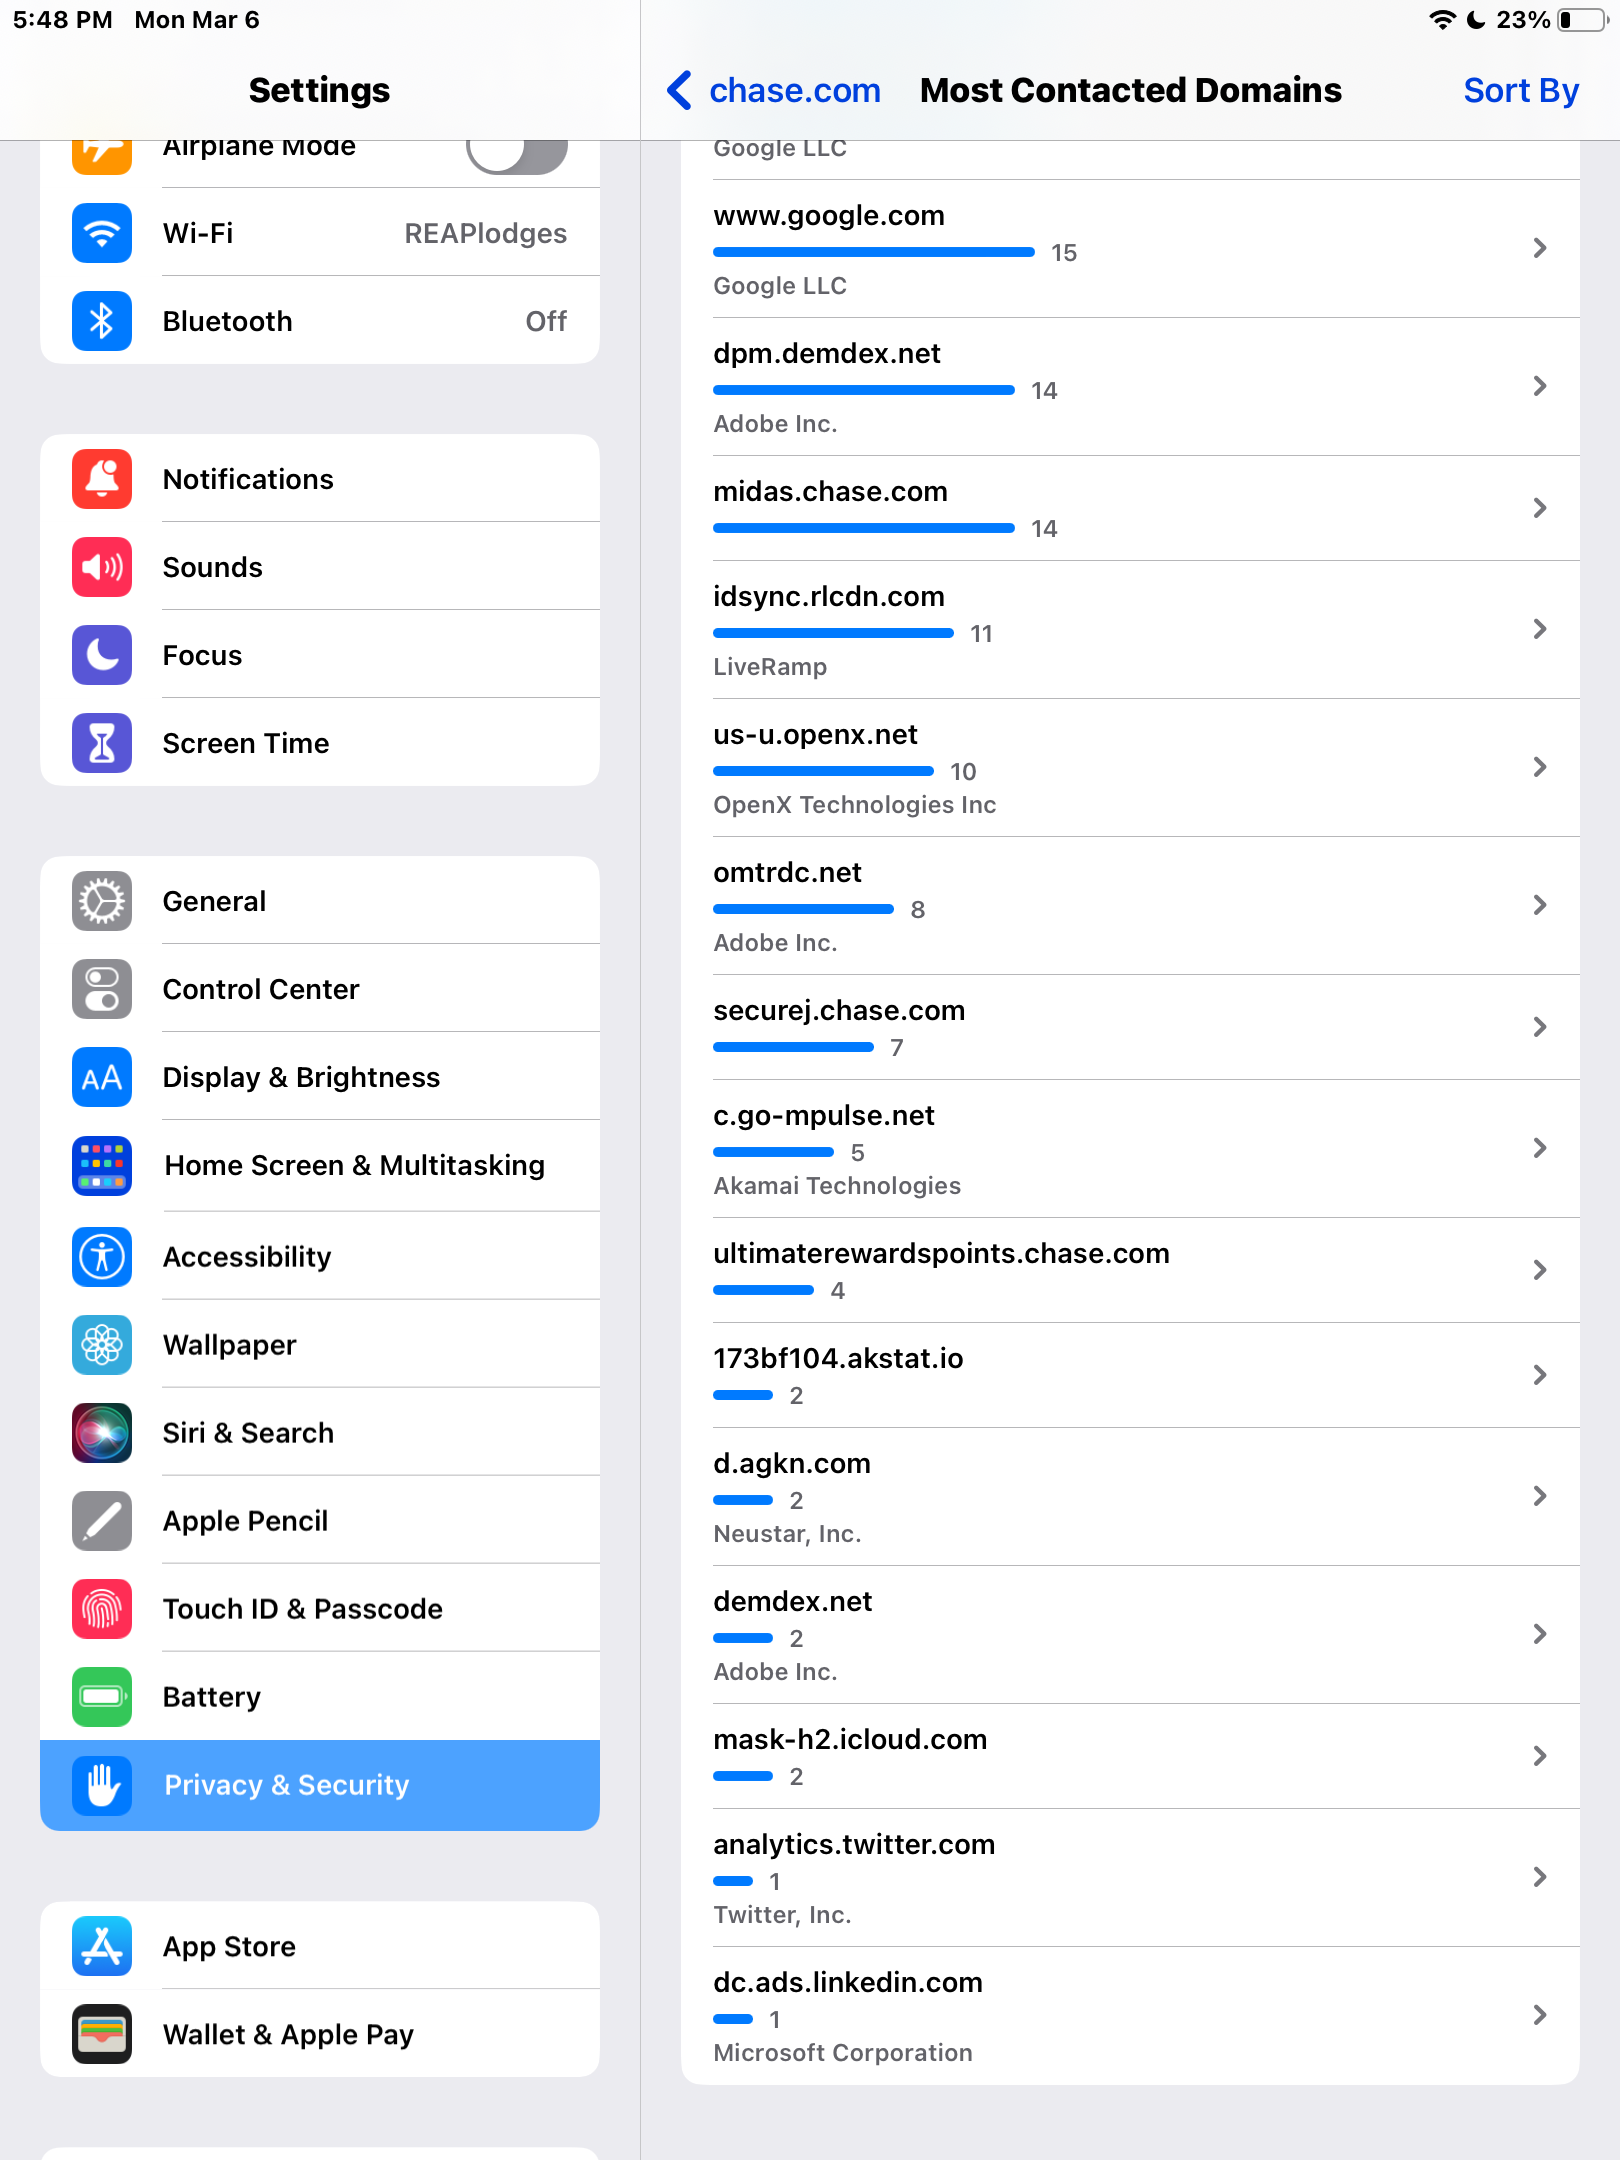 5:48 PM Mon Mar 6
23%
Settings
Airplane Mode
Wi-Fi REAPlodges
Bluetooth Off
Notifications
Sounds
Focus
Screen Time
General
Control Center
AA Display & Brightness
Home Screen & Multitasking
Accessibility
Wallpaper
Siri & Search
Apple Pencil
Touch ID & Passcode
Battery
Privacy & Security
App Store
Wallet & Apple Pay
chase.com Most Contacted Domains Sort By
Google LLC
www.google.com
15
Google LLC
dpm.demdex.net
14
Adobe Inc.
midas.chase.com
14
idsync.rlcdn.com
11
LiveRamp
us-u.openx.net
10
OpenX Technologies Inc
omtrdc.net
8
Adobe Inc.
securej.chase.com
7
c.go-mpulse.net
5
Akamai Technologies
ultimaterewardspoints.chase.com
4
173bf104.akstat.io
2
d.agkn.com
2
Neustar, Inc.
demdex.net
2
Adobe Inc.
mask-h2.icloud.com
2
analytics.twitter.com
1
Twitter, Inc.
dc.ads.linkedin.com
1
Microsoft Corporation